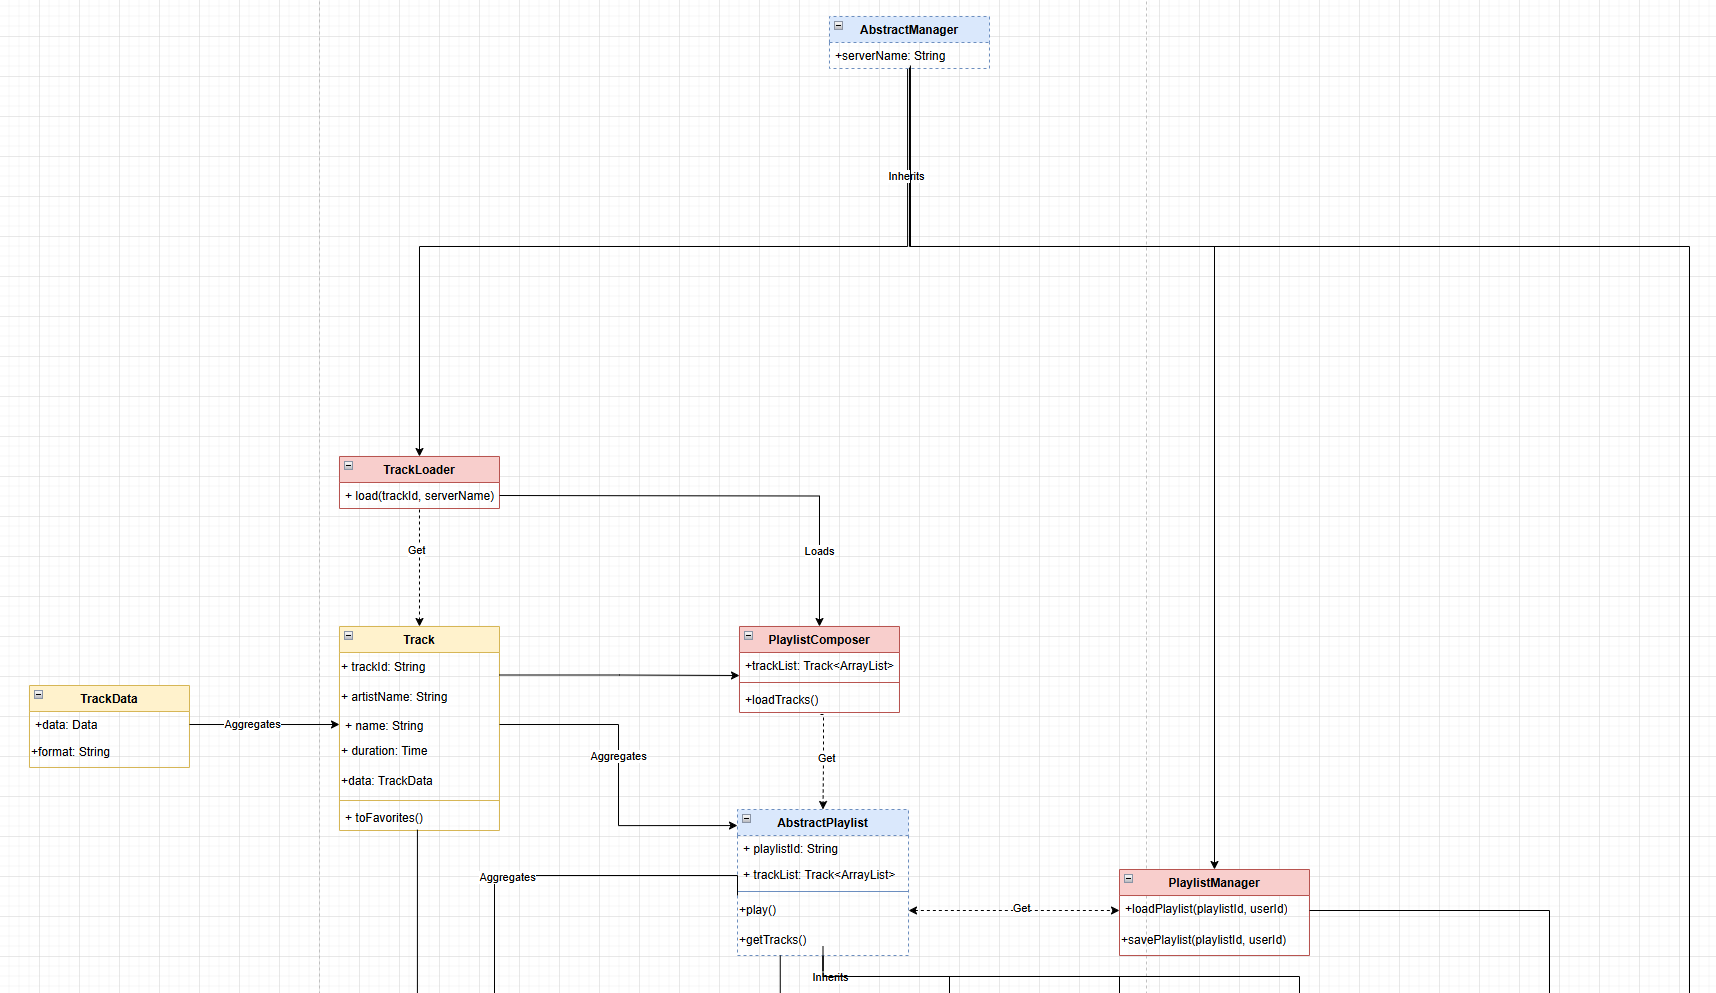 AbstractManager
+serverName: String
Inherits
TrackLoader
+ load(trackId, serverName)
Get
Loads
Track
+ trackId: String
+ artistName: String
+ name: String
+ duration: Time
+data: TrackData
+ toFavorites()
PlaylistComposer
+trackList: Track<ArrayList>
+loadTracks()
TrackData
+data: Data
+format: String
Aggregates
Aggregates
Get
AbstractPlaylist
+ playlistId: String
+ trackList: Track<ArrayList>
+play()
+getTracks()
Aggregates
Get
PlaylistManager
+loadPlaylist(playlistId, userId)
+savePlaylist(playlistId, userId)
Inherits